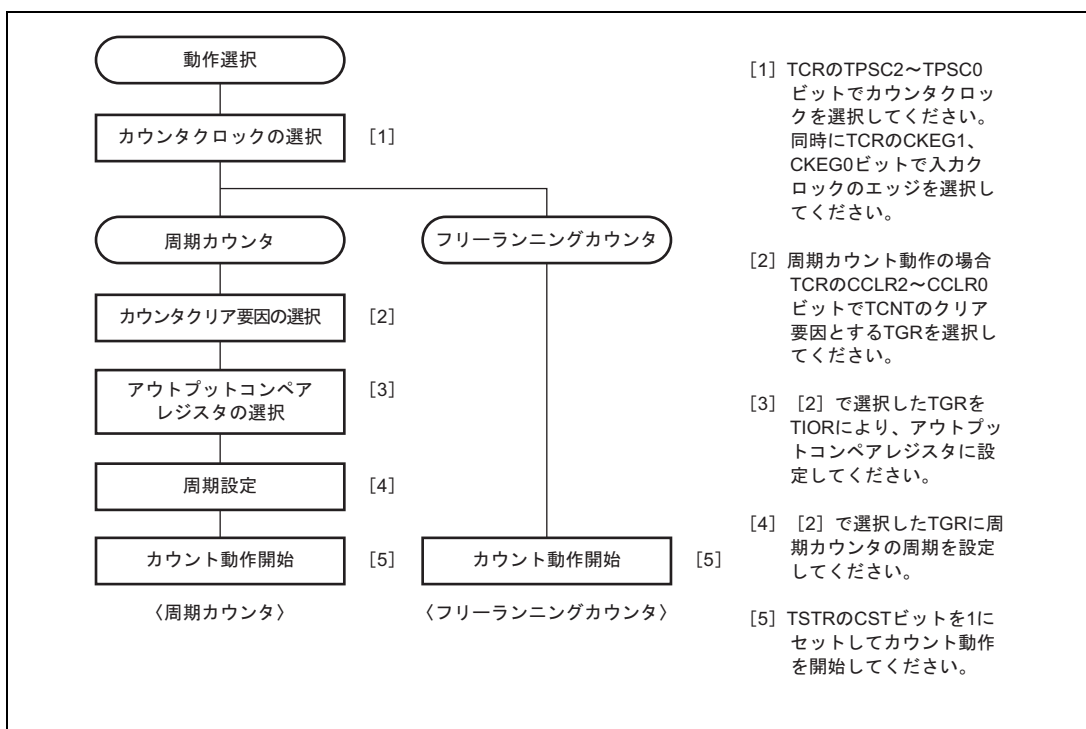 動作選択
カウンタクロックの選択 [1]
周期カウンタ
フリーランニングカウンタ
カウンタクリア要因の選択 [2]
アウトプットコンペア
レジスタの選択 [3]
周期設定 [4]
カウント動作開始 [5]
カウント動作開始 [5]
〈周期カウンタ〉
〈フリーランニングカウンタ〉
[1] TCRのTPSC2～TPSC0
ビットでカウンタクロッ
クを選択してください。
同時にTCRのCKEG1、
CKEG0ビットで入力ク
ロックのエッジを選択し
てください。
[2] 周期カウント動作の場合
TCRのCCLR2～CCLR0
ビットでTCNTのクリア
要因とするTGRを選択し
てください。
[3] [2]で選択したTGRを
TIORにより、アウトプッ
トコンペアレジスタに設
定してください。
[4] [2]で選択したTGRに周
期カウンタの周期を設定
してください。
[5] TSTRのCSTビットを1に
セットしてカウント動作
を開始してください。